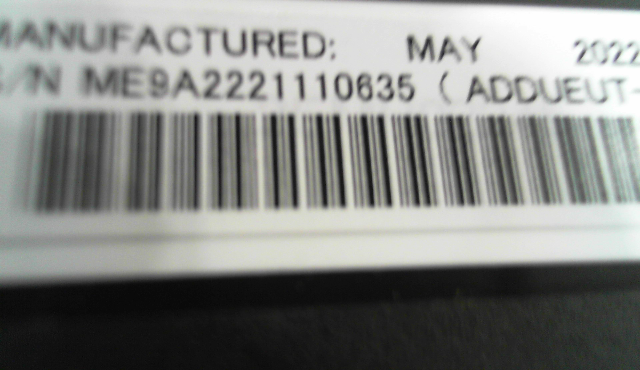 MANUFACTURED: MAY 2022
S/N ME9A2221110635 ( ADDUEUT-